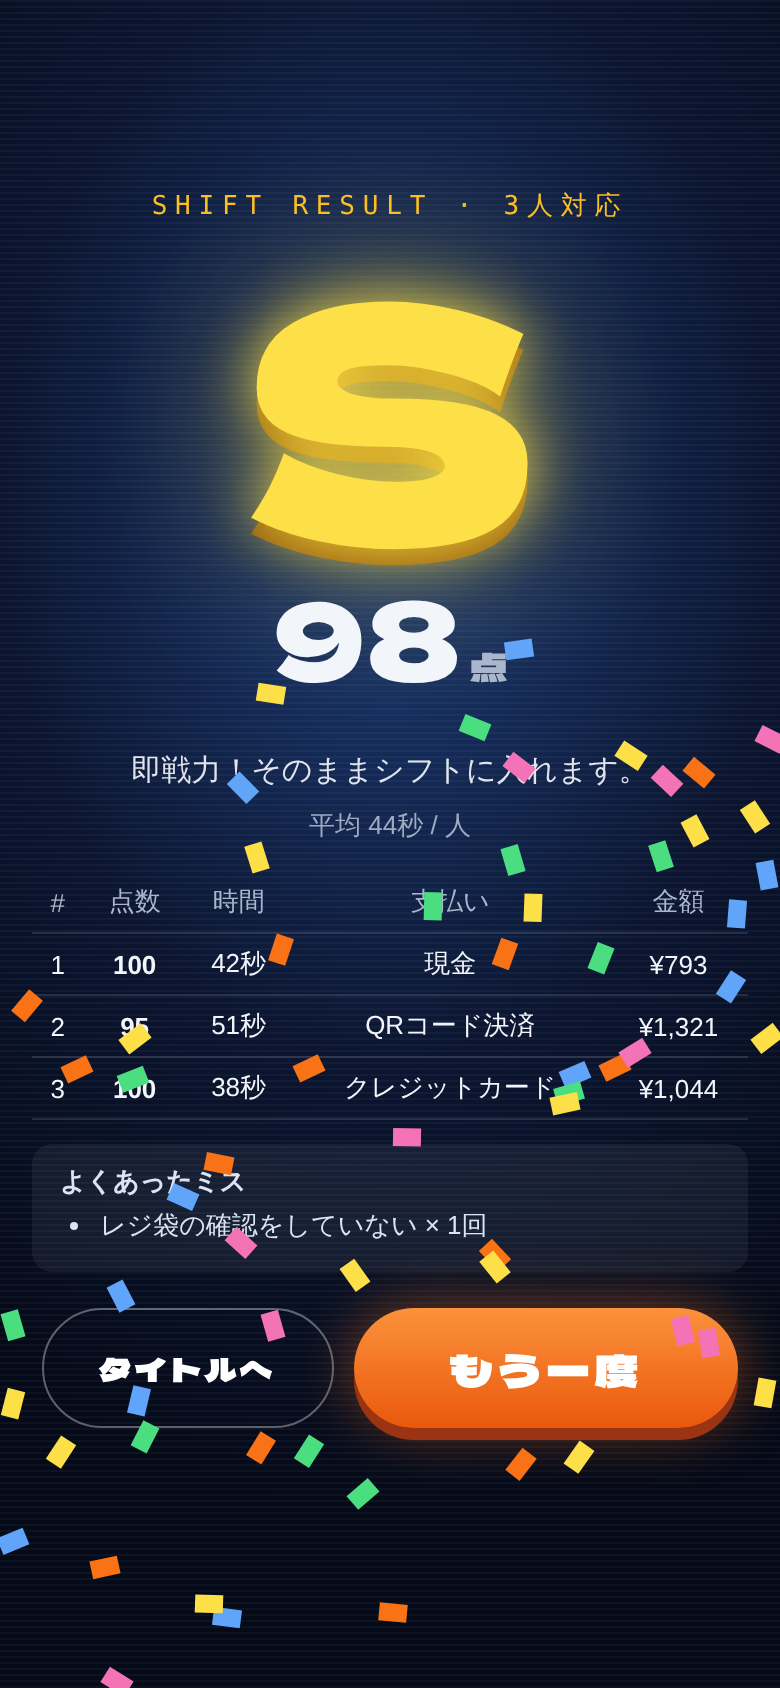 SHIFT RESULT · 3人対応
S
98点
即戦力！そのままシフトに入れます。
平均 44秒 / 人
# 点数 時間 支払い 金額
1 100 42秒 現金 ¥793
2 95 51秒 QRコード決済 ¥1,321
3 100 38秒 クレジットカード ¥1,044
よくあったミス
• レジ袋の確認をしていない × 1回
タイトルへ もう一度